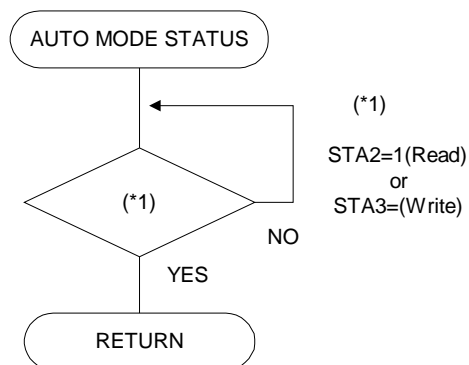 AUTO MODE STATUS
(*1)
STA2=1(Read)
or
STA3=(Write)
(*1)
NO
YES
RETURN